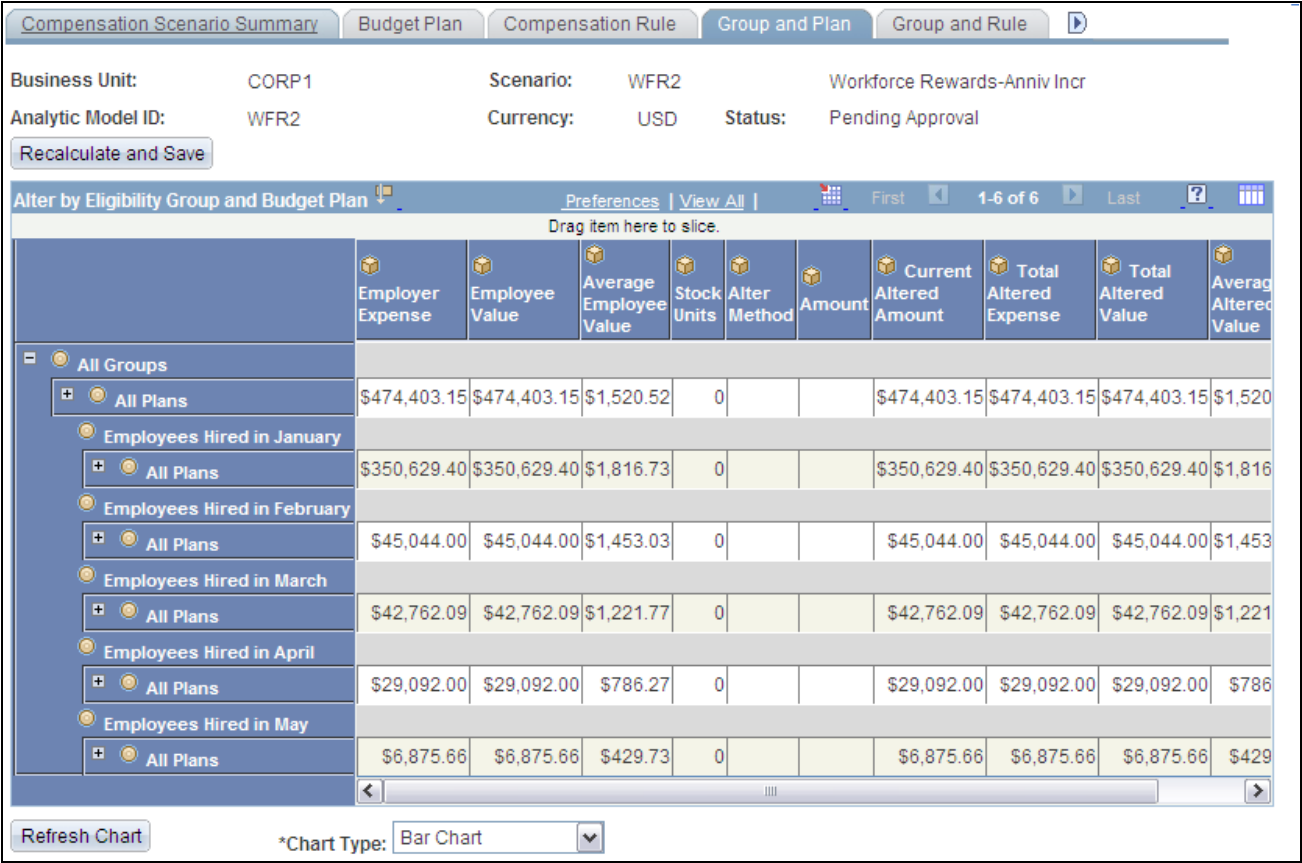 Compensation Scenario Summary Budget Plan Compensation Rule Group and Plan Group and Rule
Business Unit: CORP1 Scenario: WFR2 Workforce Rewards-Anniv Incr
Analytic Model ID: WFR2 Currency: USD Status: Pending Approval
Recalculate and Save
Alter by Eligibility Group and Budget Plan Preferences | View All | First 1-6 of 6 Last ?
Drag item here to slice.
Employer Expense Employee Value Average Employee Value Stock Units Alter Method Amount Current Altered Amount Total Altered Expense Total Altered Value Averag Altered Value
All Groups
All Plans $474,403.15 $474,403.15 $1,520.52 0 $474,403.15 $474,403.15 $474,403.15 $1,520
Employees Hired in January
All Plans $350,629.40 $350,629.40 $1,816.73 0 $350,629.40 $350,629.40 $350,629.40 $1,816
Employees Hired in February
All Plans $45,044.00 $45,044.00 $1,453.03 0 $45,044.00 $45,044.00 $45,044.00 $1,453
Employees Hired in March
All Plans $42,762.09 $42,762.09 $1,221.77 0 $42,762.09 $42,762.09 $42,762.09 $1,221
Employees Hired in April
All Plans $29,092.00 $29,092.00 $786.27 0 $29,092.00 $29,092.00 $29,092.00 $786
Employees Hired in May
All Plans $6,875.66 $6,875.66 $429.73 0 $6,875.66 $6,875.66 $6,875.66 $429
Refresh Chart *Chart Type: Bar Chart